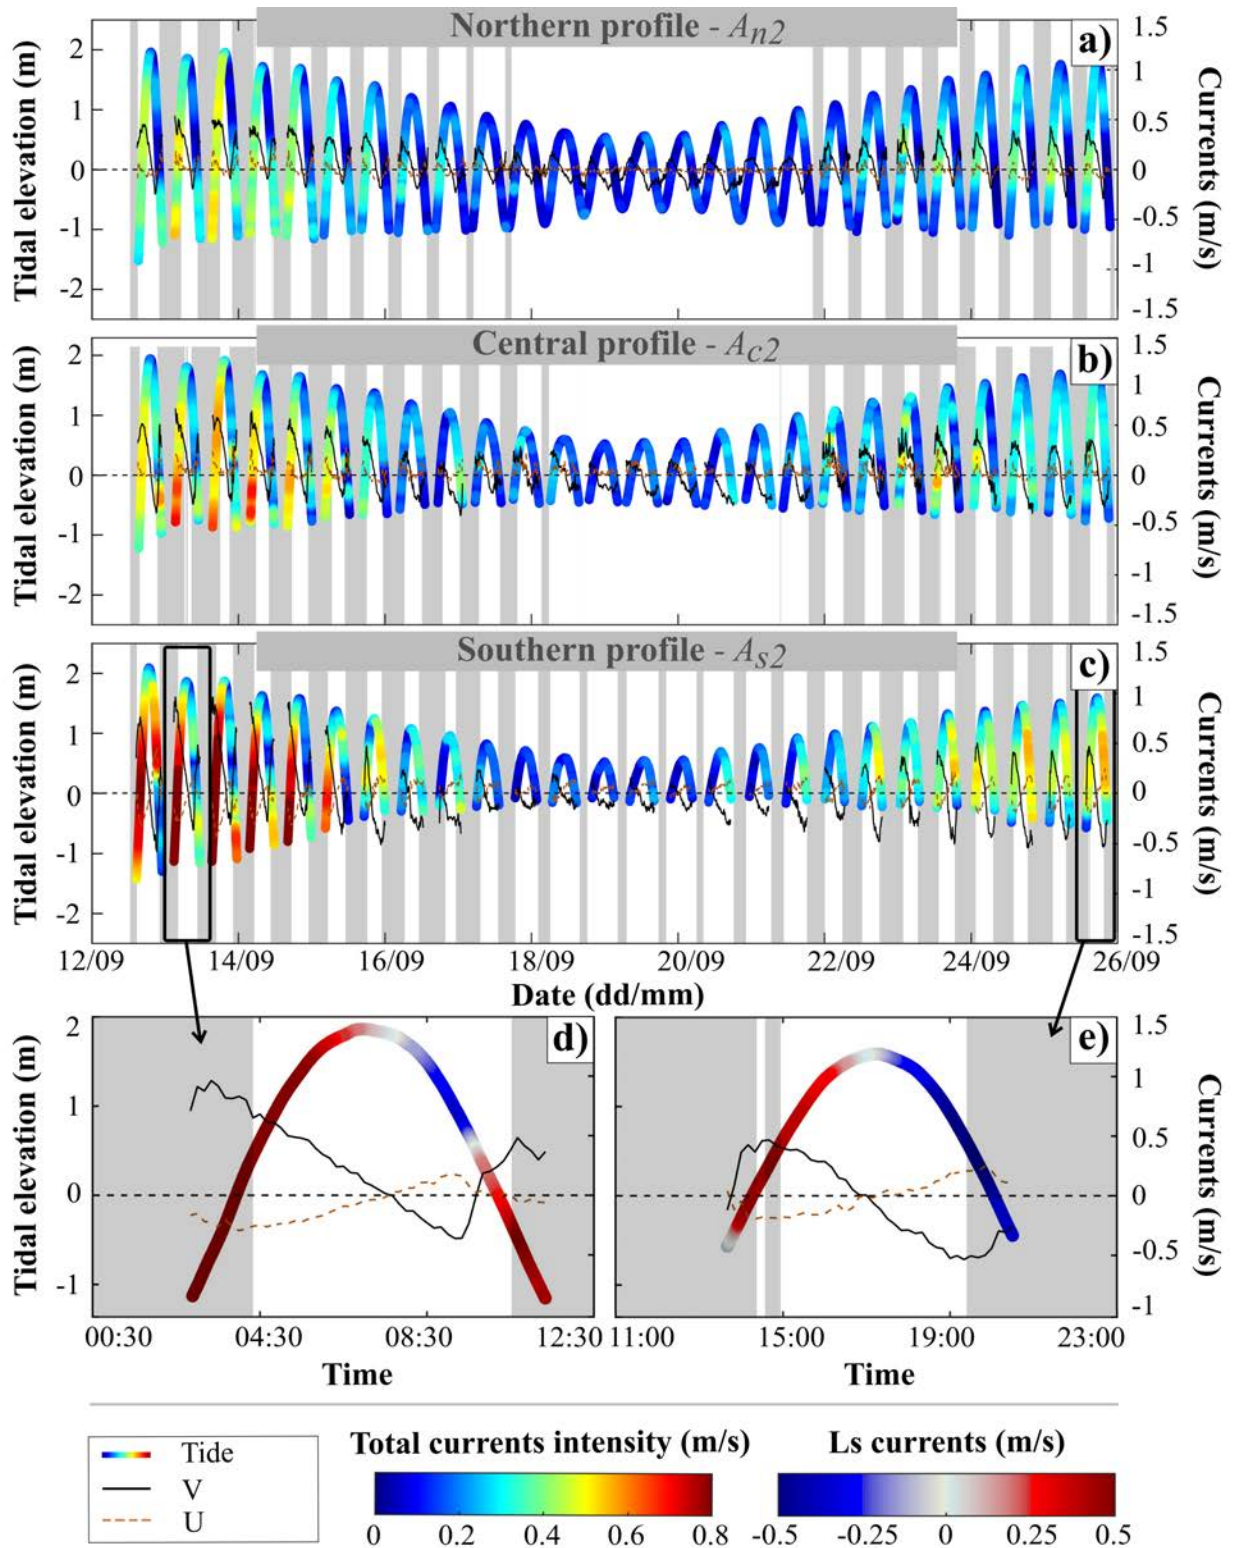 Northern profile - An2
a)
Tidal elevation (m)
2
1
0
-1
-2
1.5
1
0.5
0
-0.5
-1
-1.5
Currents (m/s)
Central profile - Ac2
b)
Tidal elevation (m)
2
1
0
-1
-2
1.5
1
0.5
0
-0.5
-1
-1.5
Currents (m/s)
Southern profile - As2
c)
Tidal elevation (m)
2
1
0
-1
-2
1.5
1
0.5
0
-0.5
-1
-1.5
Currents (m/s)
12/09 14/09 16/09 18/09 20/09 22/09 24/09 26/09
Date (dd/mm)
d)
Tidal elevation (m)
2
1
0
-1
00:30 04:30 08:30 12:30
Time
e)
1.5
1
0.5
0
-0.5
-1
Currents (m/s)
11:00 15:00 19:00 23:00
Time
Tide
V
U
Total currents intensity (m/s)
0 0.2 0.4 0.6 0.8
Ls currents (m/s)
-0.5 -0.25 0 0.25 0.5